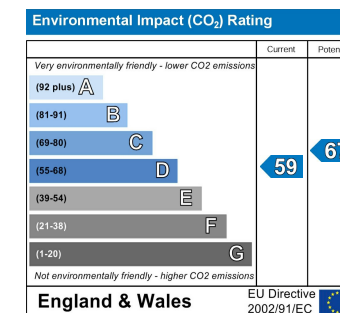 Environmental Impact (CO₂) Rating
Current
Very environmentally friendly - lower CO2 emissions
(92 plus) A
(81-91) B
(69-80) C
(55-68) D
59
(39-54) E
(21-38) F
(1-20) G
Not environmentally friendly - higher CO2 emissions
England & Wales
EU Directive
2002/91/EC